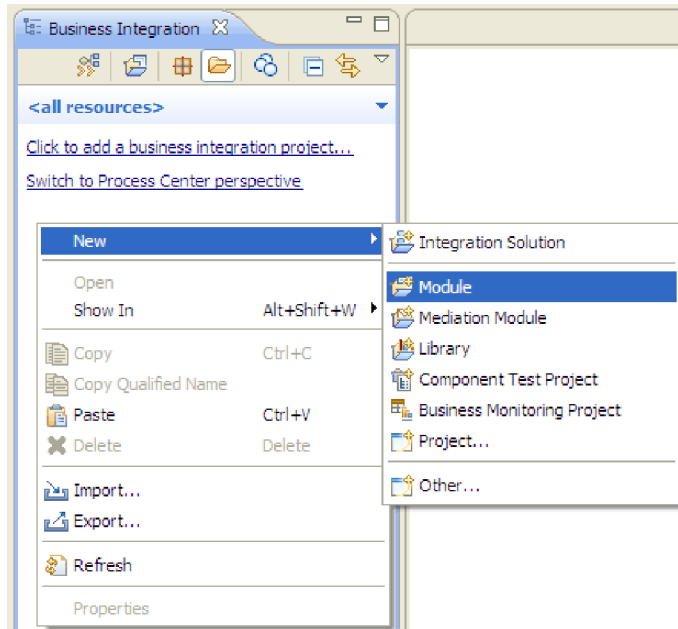 Business Integration
<all resources>
Click to add a business integration project...
Switch to Process Center perspective
New
Open
Show In Alt+Shift+W
Copy Ctrl+C
Copy Qualified Name
Paste Ctrl+V
Delete Delete
Import...
Export...
Refresh
Properties
Integration Solution
Module
Mediation Module
Library
Component Test Project
Business Monitoring Project
Project...
Other...